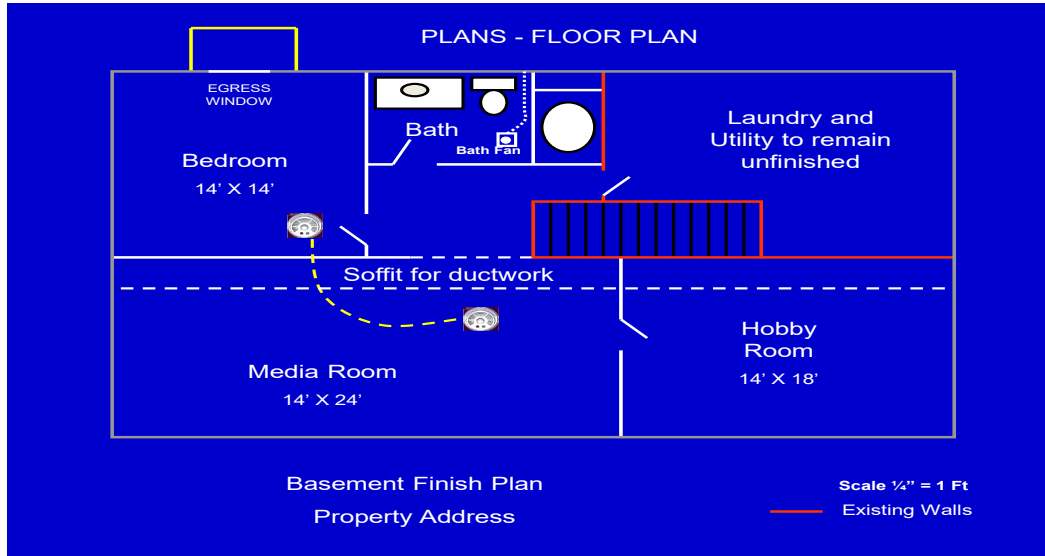 PLANS - FLOOR PLAN
EGRESS
WINDOW
Bedroom
14’ X 14’
Bath
Bath Fan
Laundry and
Utility to remain
unfinished
Soffit for ductwork
Media Room
14’ X 24’
Hobby
Room
14’ X 18’
Basement Finish Plan
Property Address
Scale ¼” = 1 Ft
Existing Walls